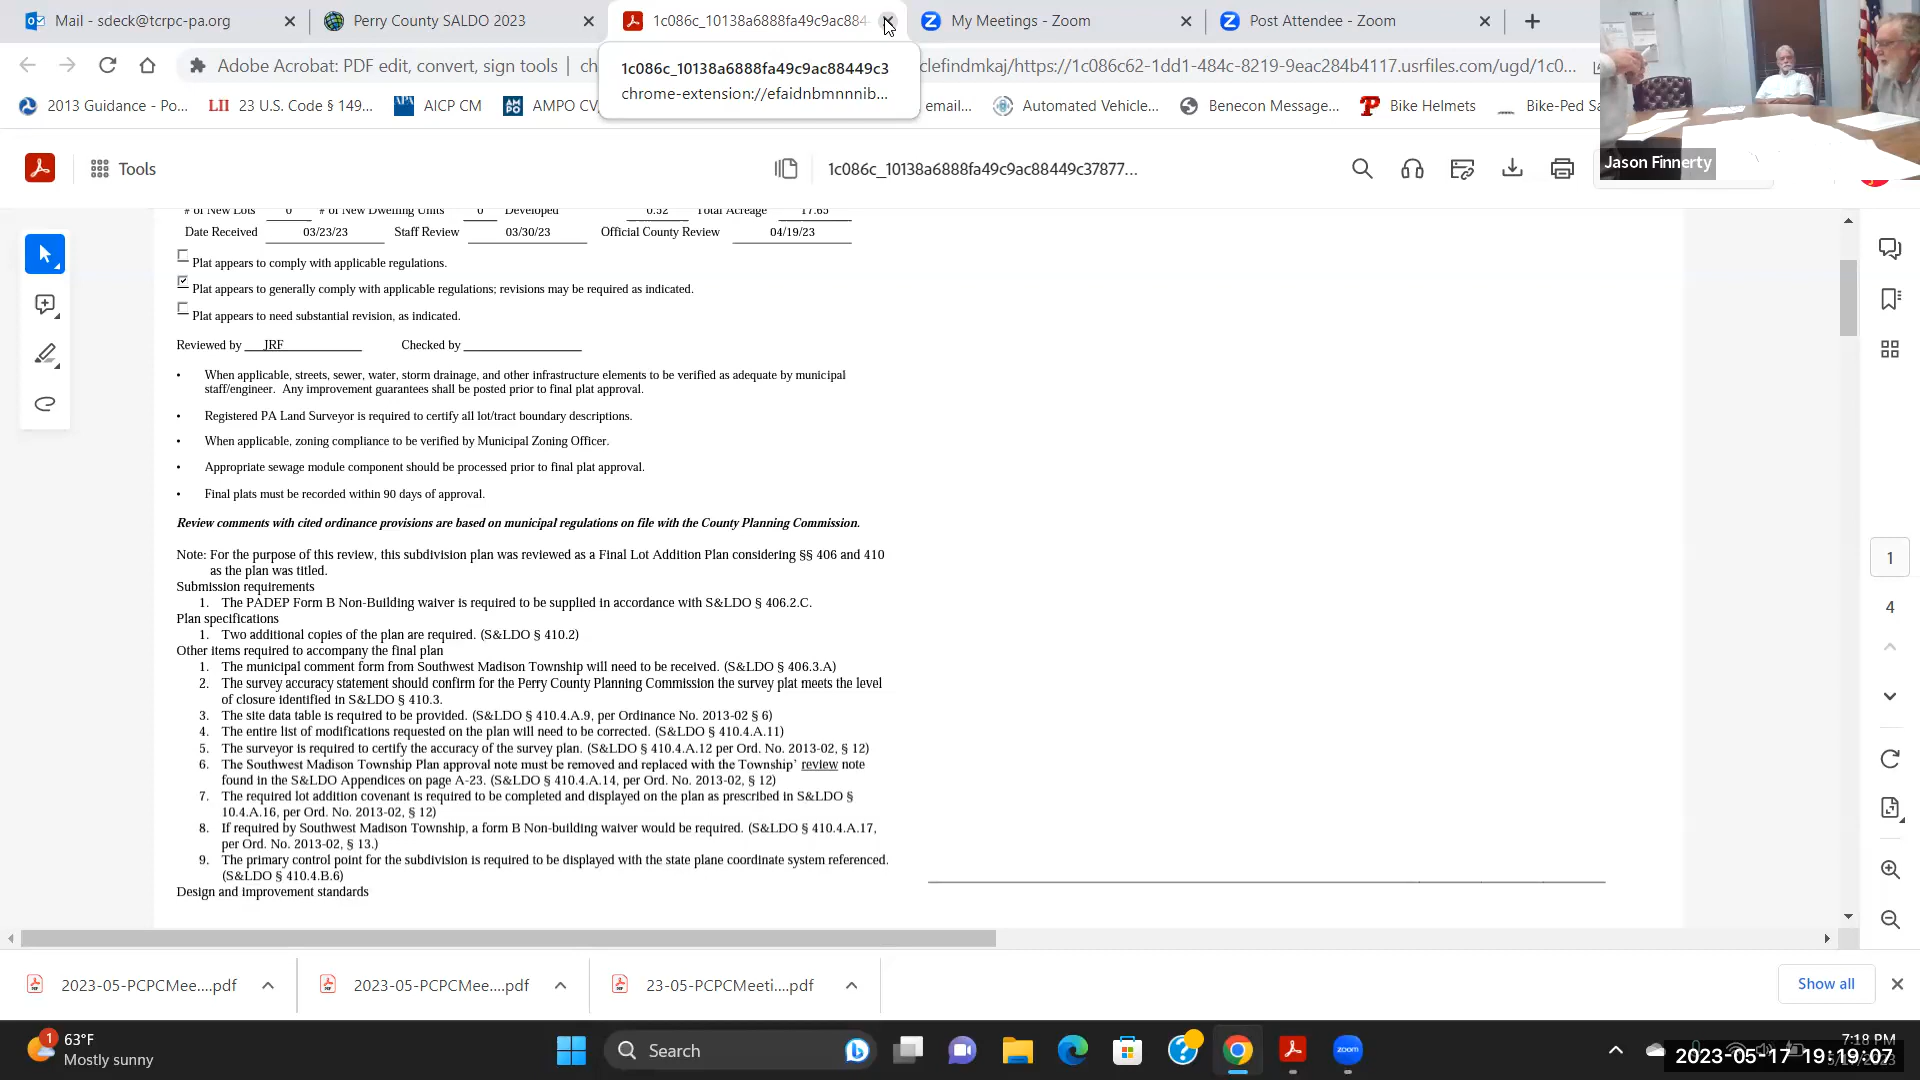 Mail - sdeck@tcrpc-pa.org
Perry County SALDO 2023
1c086c_10138a6888fa49c9ac884
My Meetings - Zoom
Post Attendee - Zoom
Adobe Acrobat: PDF edit, convert, sign tools
ch
clefindmkaj/https://1c086c62-1dd1-484c-8219-9eac284b4117.usrfiles.com/ugd/1c0...
1c086c_10138a6888fa49c9ac88449c3
chrome-extension://efaidnbmnnnib...
2013 Guidance - Po...
LII 23 U.S. Code § 149...
AICP CM
AMPO CV
email...
Automated Vehicle...
Benecon Message...
Bike Helmets
Bike-Ped Sa
Jason Finnerty
Tools
1c086c_10138a6888fa49c9ac88449c37877...
# of New Lots 0 # of New Dwelling Units 0 Developed 0.52 Total Acreage 17.65
Date Received 03/23/23 Staff Review 03/30/23 Official County Review 04/19/23
Plat appears to comply with applicable regulations.
Plat appears to generally comply with applicable regulations; revisions may be required as indicated.
Plat appears to need substantial revision, as indicated.
Reviewed by JRF Checked by
• When applicable, streets, sewer, water, storm drainage, and other infrastructure elements to be verified as adequate by municipal
staff/engineer. Any improvement guarantees shall be posted prior to final plat approval.
• Registered PA Land Surveyor is required to certify all lot/tract boundary descriptions.
• When applicable, zoning compliance to be verified by Municipal Zoning Officer.
• Appropriate sewage module component should be processed prior to final plat approval.
• Final plats must be recorded within 90 days of approval.
Review comments with cited ordinance provisions are based on municipal regulations on file with the County Planning Commission.
Note: For the purpose of this review, this subdivision plan was reviewed as a Final Lot Addition Plan considering §§ 406 and 410
as the plan was titled.
Submission requirements
1. The PADEP Form B Non-Building waiver is required to be supplied in accordance with S&LDO § 406.2.C.
Plan specifications
1. Two additional copies of the plan are required. (S&LDO § 410.2)
Other items required to accompany the final plan
1. The municipal comment form from Southwest Madison Township will need to be received. (S&LDO § 406.3.A)
2. The survey accuracy statement should confirm for the Perry County Planning Commission the survey plat meets the level
of closure identified in S&LDO § 410.3.
3. The site data table is required to be provided. (S&LDO § 410.4.A.9, per Ordinance No. 2013-02 § 6)
4. The entire list of modifications requested on the plan will need to be corrected. (S&LDO § 410.4.A.11)
5. The surveyor is required to certify the accuracy of the survey plan. (S&LDO § 410.4.A.12 per Ord. No. 2013-02, § 12)
6. The Southwest Madison Township Plan approval note must be removed and replaced with the Township' review note
found in the S&LDO Appendices on page A-23. (S&LDO § 410.4.A.14, per Ord. No. 2013-02, § 12)
7. The required lot addition covenant is required to be completed and displayed on the plan as prescribed in S&LDO §
10.4.A.16, per Ord. No. 2013-02, § 12)
8. If required by Southwest Madison Township, a form B Non-building waiver would be required. (S&LDO § 410.4.A.17,
per Ord. No. 2013-02, § 13.)
9. The primary control point for the subdivision is required to be displayed with the state plane coordinate system referenced.
(S&LDO § 410.4.B.6)
Design and improvement standards
1
4
2023-05-PCPCMee....pdf
2023-05-PCPCMee....pdf
23-05-PCPCMeeti....pdf
Show all
1
63°F
Mostly sunny
Search
zoom
7:18 PM
2023-05-17 19:19:07